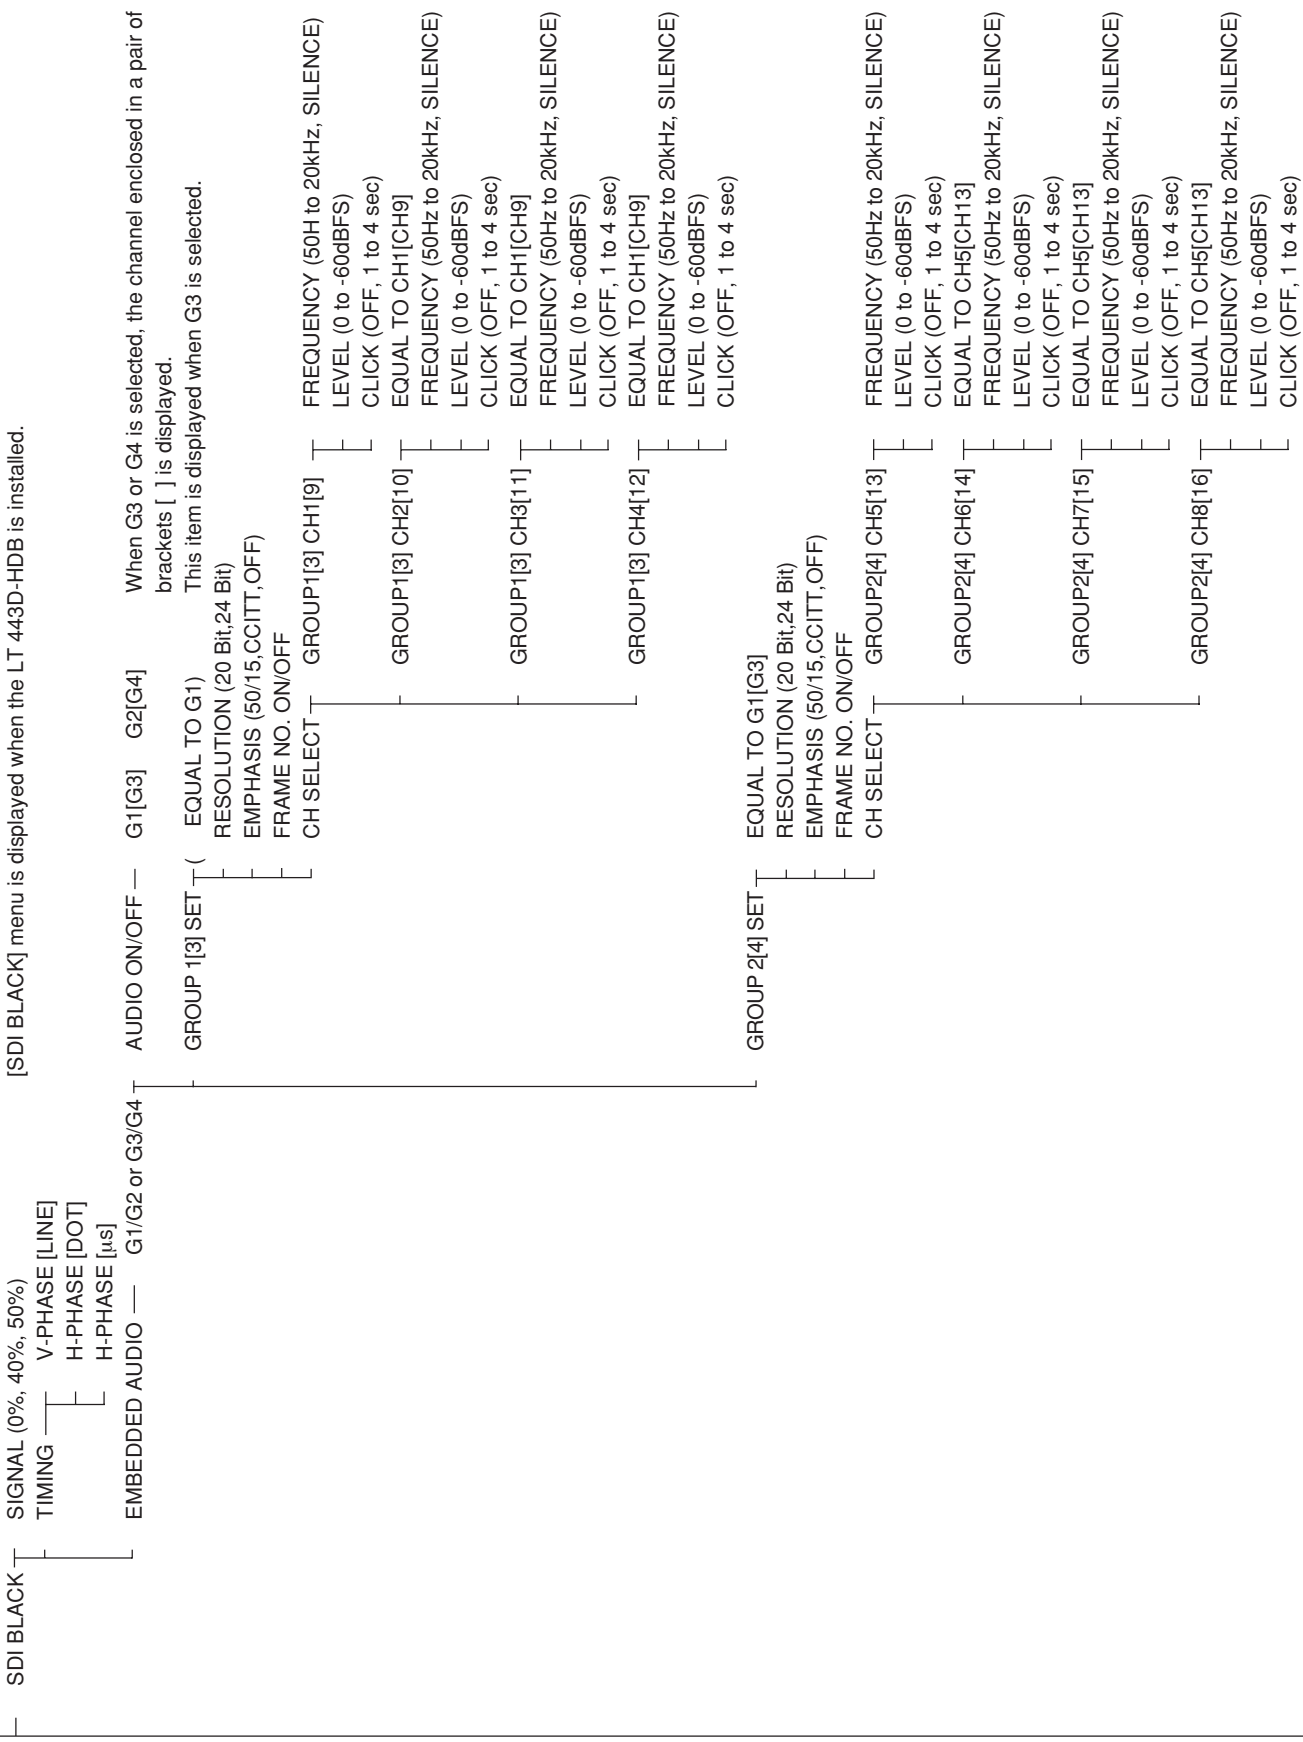 [SDI BLACK] menu is displayed when the LT 443D-HDB is installed.
SDI BLACK
SIGNAL (0%, 40%, 50%)
TIMING
V-PHASE [LINE]
H-PHASE [DOT]
H-PHASE [µs]
EMBEDDED AUDIO
G1/G2 or G3/G4
AUDIO ON/OFF
G1[G3] G2[G4]
When G3 or G4 is selected, the channel enclosed in a pair of
brackets [ ] is displayed.
GROUP 1[3] SET
( EQUAL TO G1)
This item is displayed when G3 is selected.
RESOLUTION (20 Bit,24 Bit)
EMPHASIS (50/15,CCITT,OFF)
FRAME NO. ON/OFF
CH SELECT
GROUP1[3] CH1[9]
FREQUENCY (50H to 20kHz, SILENCE)
LEVEL (0 to -60dBFS)
CLICK (OFF, 1 to 4 sec)
GROUP1[3] CH2[10]
EQUAL TO CH1[CH9]
FREQUENCY (50Hz to 20kHz, SILENCE)
LEVEL (0 to -60dBFS)
CLICK (OFF, 1 to 4 sec)
GROUP1[3] CH3[11]
EQUAL TO CH1[CH9]
FREQUENCY (50Hz to 20kHz, SILENCE)
LEVEL (0 to -60dBFS)
CLICK (OFF, 1 to 4 sec)
GROUP1[3] CH4[12]
EQUAL TO CH1[CH9]
FREQUENCY (50Hz to 20kHz, SILENCE)
LEVEL (0 to -60dBFS)
CLICK (OFF, 1 to 4 sec)
GROUP 2[4] SET
EQUAL TO G1[G3]
RESOLUTION (20 Bit,24 Bit)
EMPHASIS (50/15,CCITT,OFF)
FRAME NO. ON/OFF
CH SELECT
GROUP2[4] CH5[13]
FREQUENCY (50Hz to 20kHz, SILENCE)
LEVEL (0 to -60dBFS)
CLICK (OFF, 1 to 4 sec)
GROUP2[4] CH6[14]
EQUAL TO CH5[CH13]
FREQUENCY (50Hz to 20kHz, SILENCE)
LEVEL (0 to -60dBFS)
CLICK (OFF, 1 to 4 sec)
GROUP2[4] CH7[15]
EQUAL TO CH5[CH13]
FREQUENCY (50Hz to 20kHz, SILENCE)
LEVEL (0 to -60dBFS)
CLICK (OFF, 1 to 4 sec)
GROUP2[4] CH8[16]
EQUAL TO CH5[CH13]
FREQUENCY (50Hz to 20kHz, SILENCE)
LEVEL (0 to -60dBFS)
CLICK (OFF, 1 to 4 sec)